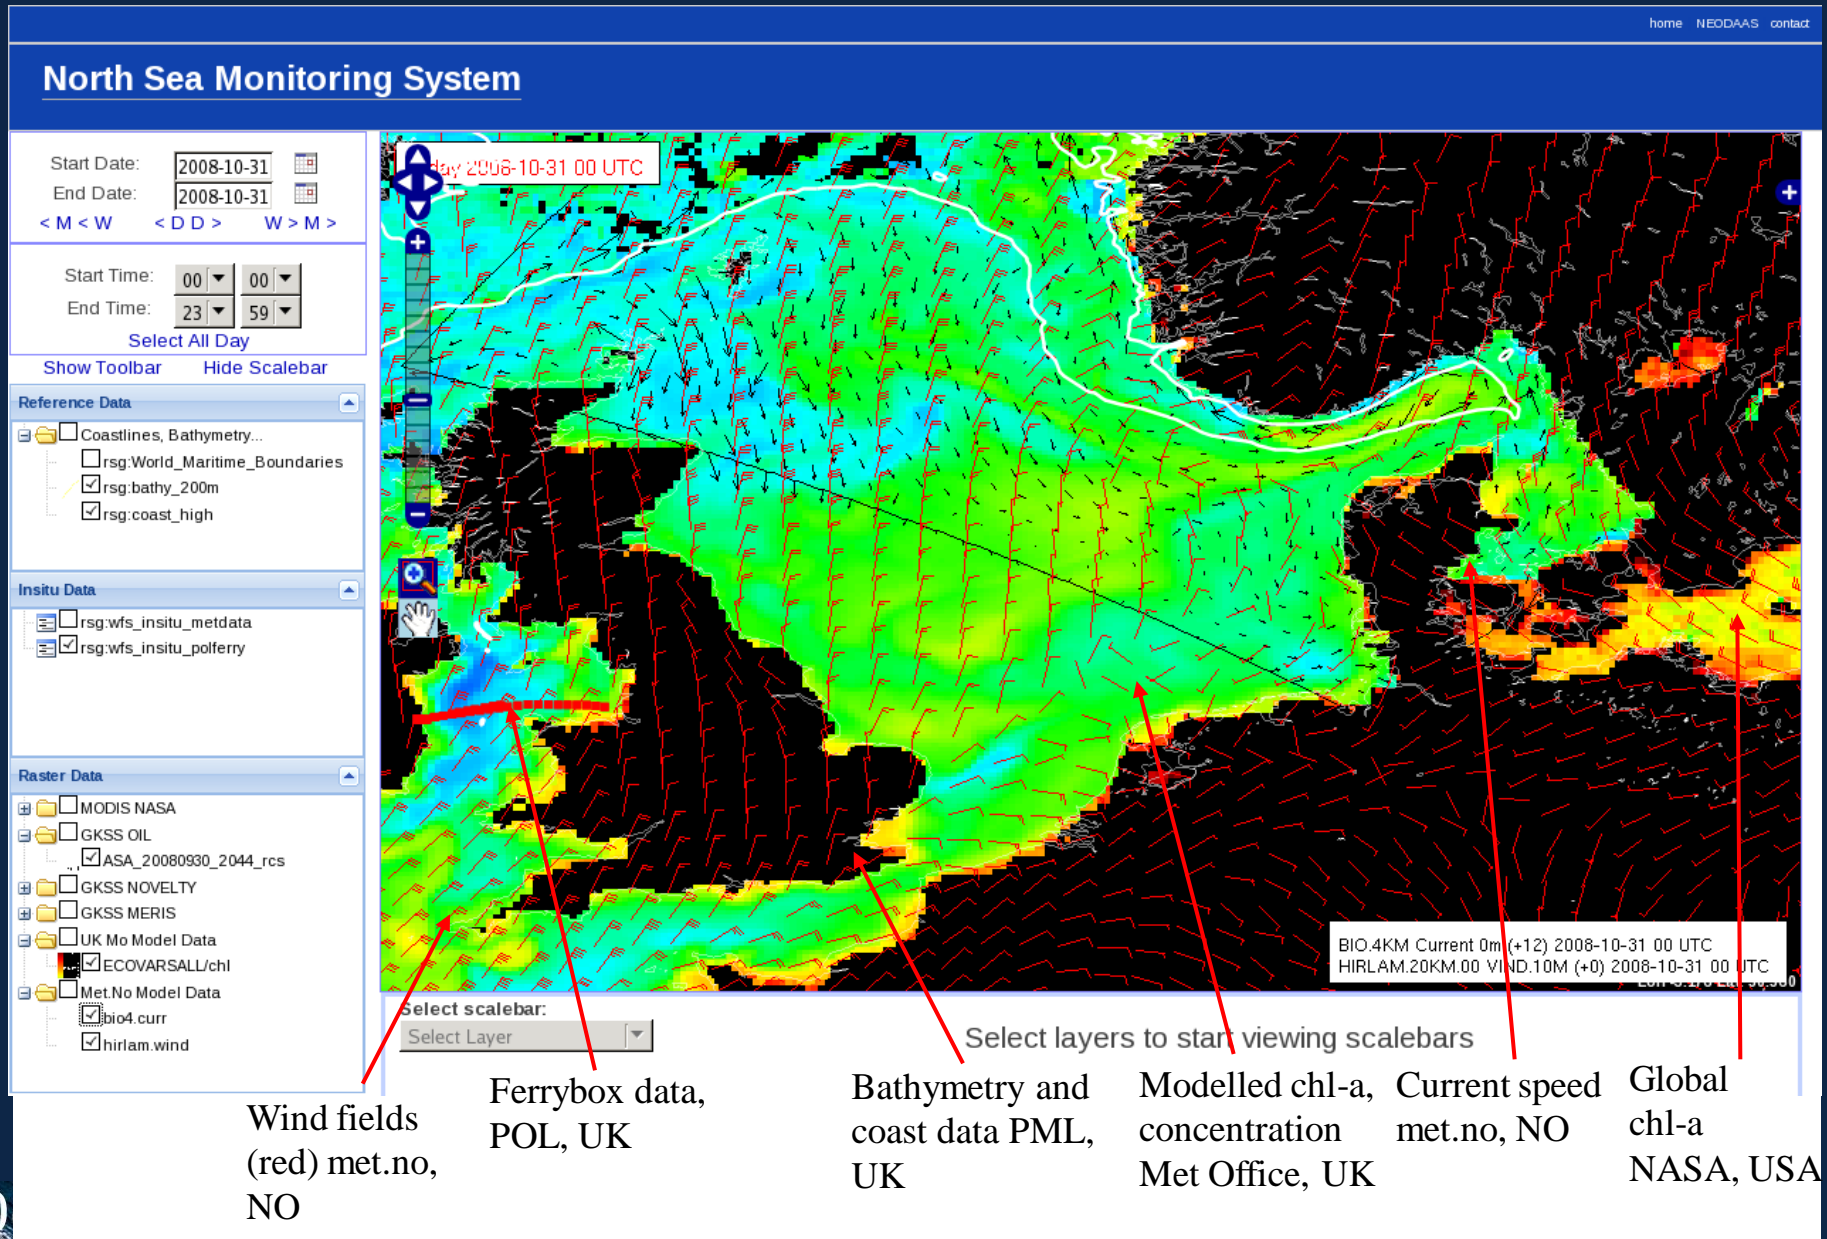 home NEODAAS contact
North Sea Monitoring System
Start Date: 2008-10-31
End Date: 2008-10-31
< M < W < D D > W > M >
Start Time: 00 00
End Time: 23 59
Select All Day
Show Toolbar Hide Scalebar
Reference Data
Coastlines, Bathymetry...
rsg:World_Maritime_Boundaries
rsg:bathy_200m
rsg:coast_high
Insitu Data
rsg:wfs_insitu_metdata
rsg:wfs_insitu_polferry
Raster Data
MODIS NASA
GKSS OIL
ASA_20080930_2044_rcs
GKSS NOVELTY
GKSS MERIS
UK Mo Model Data
ECOVARSALL/chl
Met.No Model Data
bio4.curr
hirlam.wind
2008-10-31 00 UTC
BIO.4KM Current 0m (+12) 2008-10-31 00 UTC
HIRLAM.20KM.00 VIND.10M (+0) 2008-10-31 00 UTC
Select scalebar:
Select Layer
Select layers to start viewing scalebars
Wind fields
(red) met.no,
NO
Ferrybox data,
POL, UK
Bathymetry and
coast data PML,
UK
Modelled chl-a,
concentration
Met Office, UK
Current speed
met.no, NO
Global
chl-a
NASA, USA